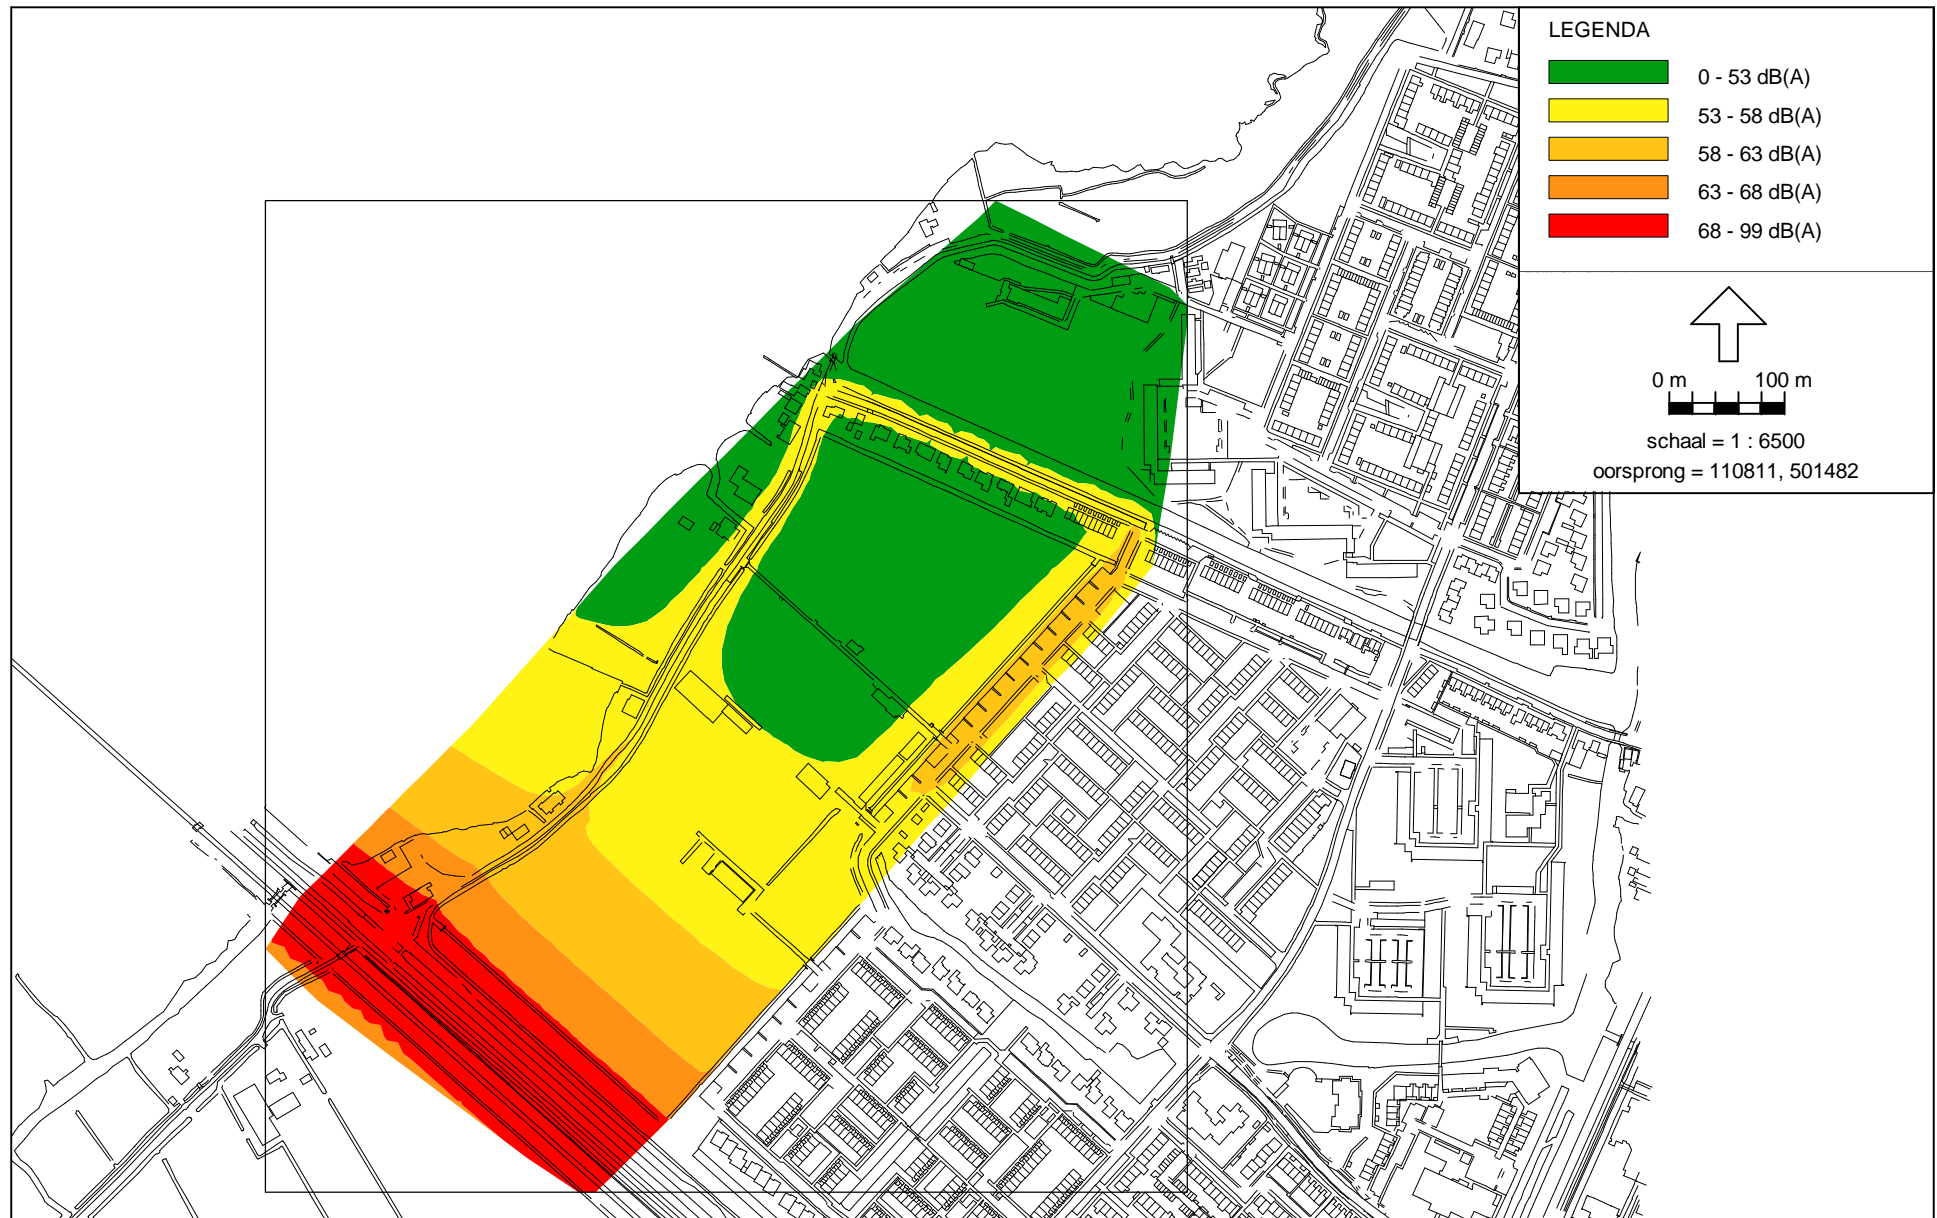 LEGENDA
0 - 53 dB(A)
53 - 58 dB(A)
58 - 63 dB(A)
63 - 68 dB(A)
68 - 99 dB(A)
0 m 100 m
schaal = 1 : 6500
oorsprong = 110811, 501482